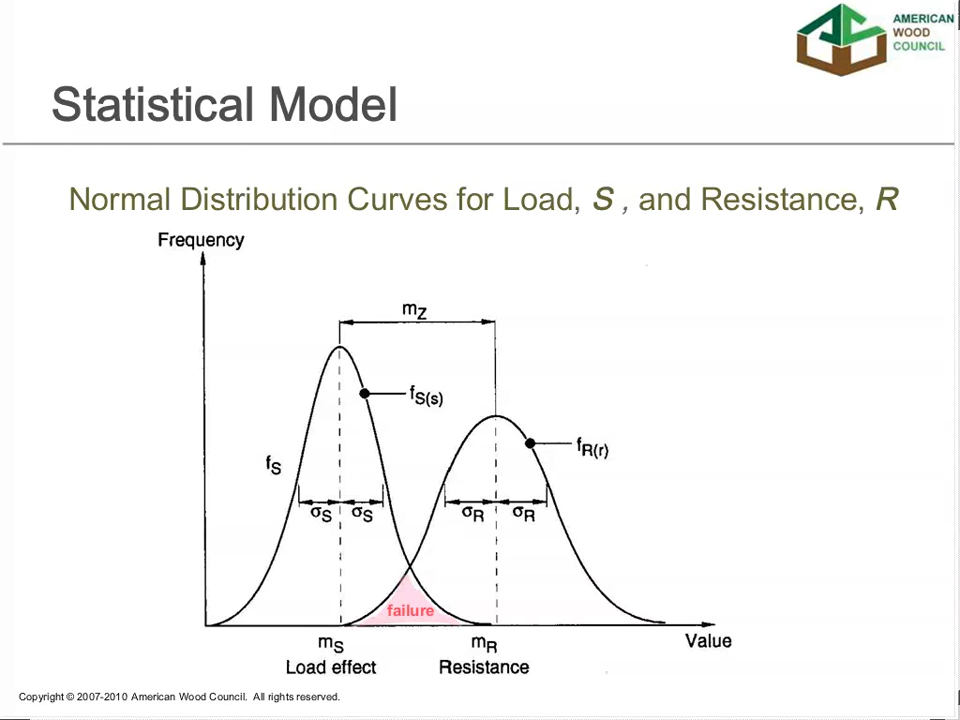 AMERICAN
WOOD
COUNCIL
Statistical Model
Normal Distribution Curves for Load, S , and Resistance, R
Frequency
mZ
fS(s)
fR(r)
fS
σS σS
σR σR
failure
mS
mR
Value
Load effect
Resistance
Copyright © 2007-2010 American Wood Council. All rights reserved.